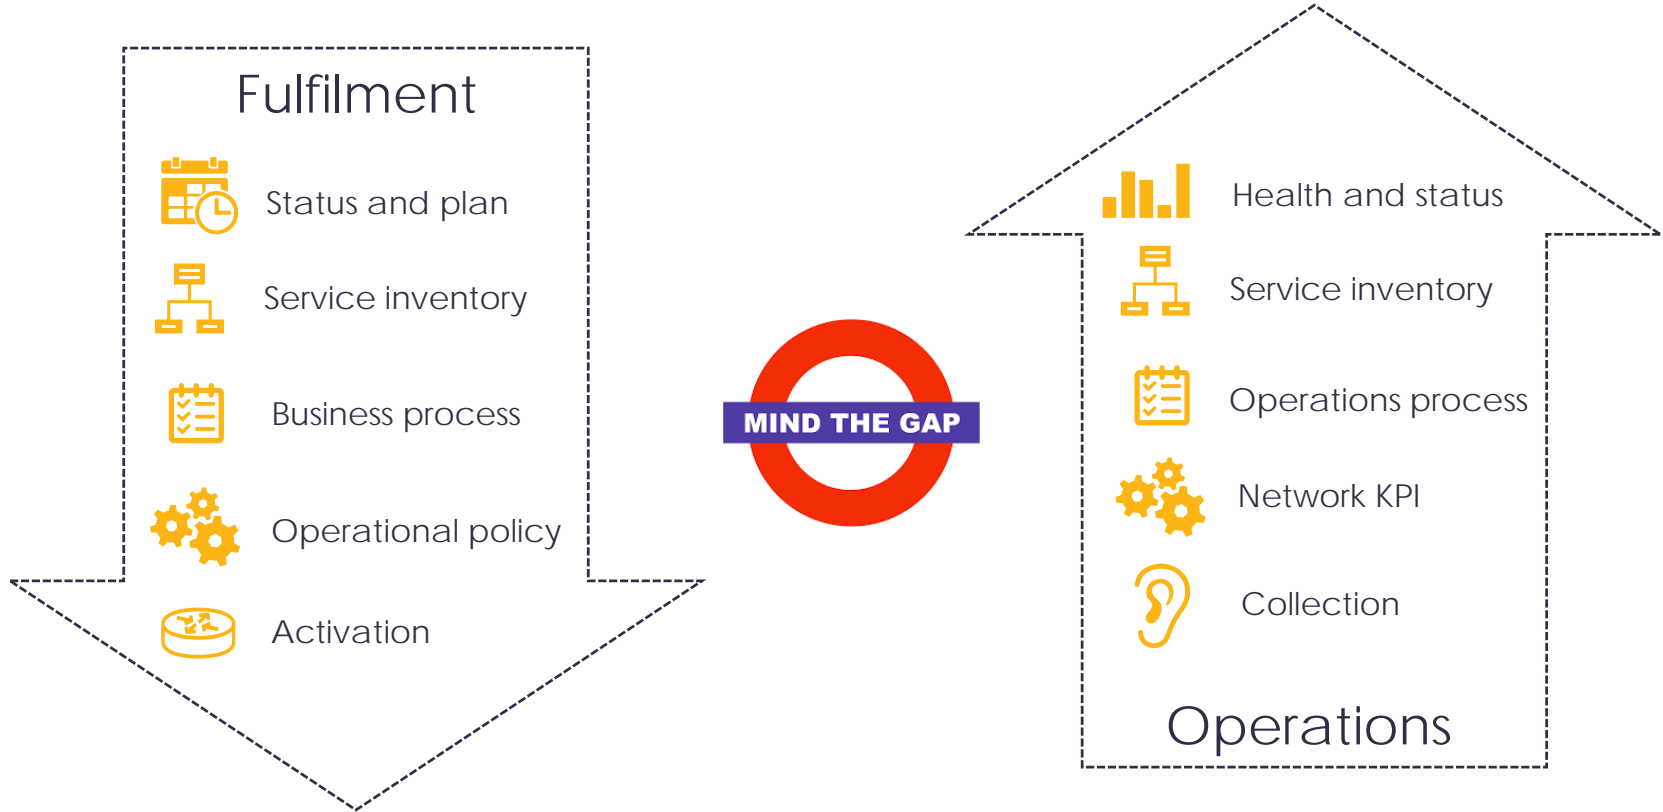 Fulfilment
Status and plan
Service inventory
Business process
Operational policy
Activation
MIND THE GAP
Health and status
Service inventory
Operations process
Network KPI
Collection
Operations